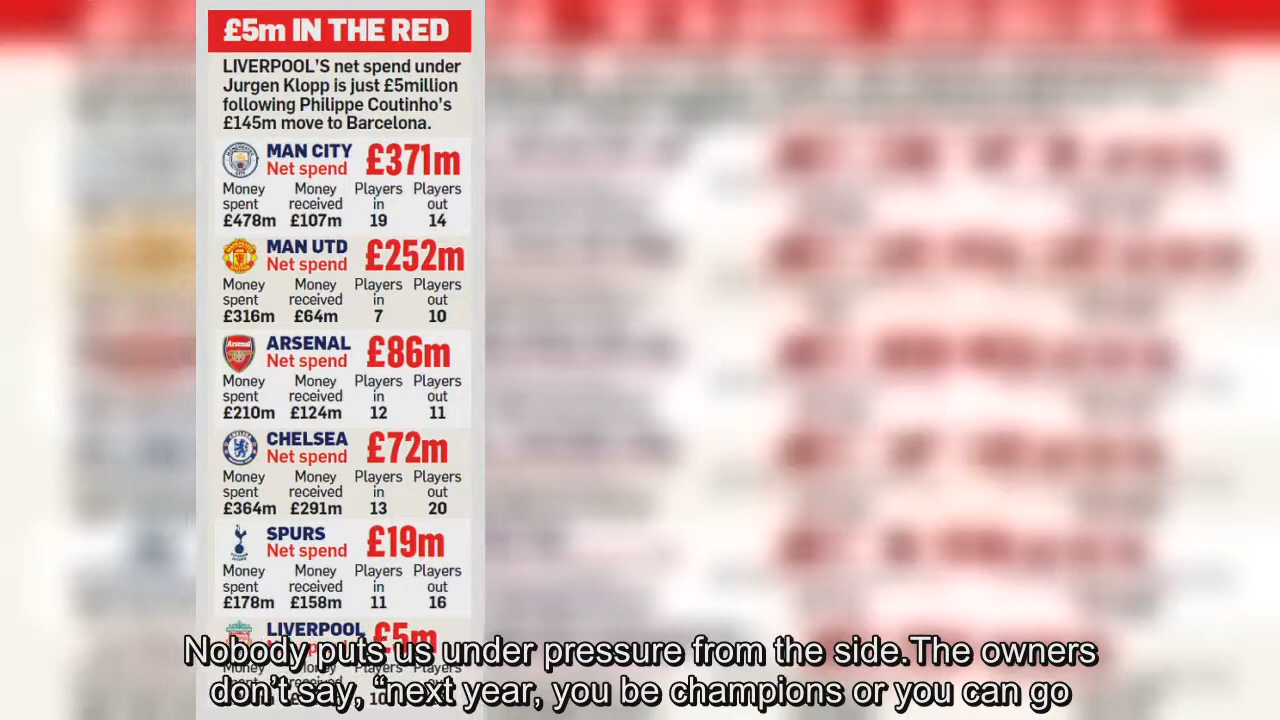 £5m IN THE RED
LIVERPOOL'S net spend under
Jurgen Klopp is just £5million
following Philippe Coutinho's
£145m move to Barcelona.
MAN CITY £371m
Net spend
Money Money Players Players
spent received in out
£478m £107m 19 14
MAN UTD £252m
Net spend
Money Money Players Players
spent received in out
£316m £64m 7 10
Arsenal
ARSENAL £86m
Net spend
Money Money Players Players
spent received in out
£210m £124m 12 11
CHELSEA £72m
Net spend
Money Money Players Players
spent received in out
£364m £291m 13 20
SPURS £19m
Net spend
Money Money Players Players
spent received in out
£178m £158m 11 16
LIVERPOOL £5m
Nobody puts us under pressure from the side.The owners
don't say, “next year, you be champions or you can go